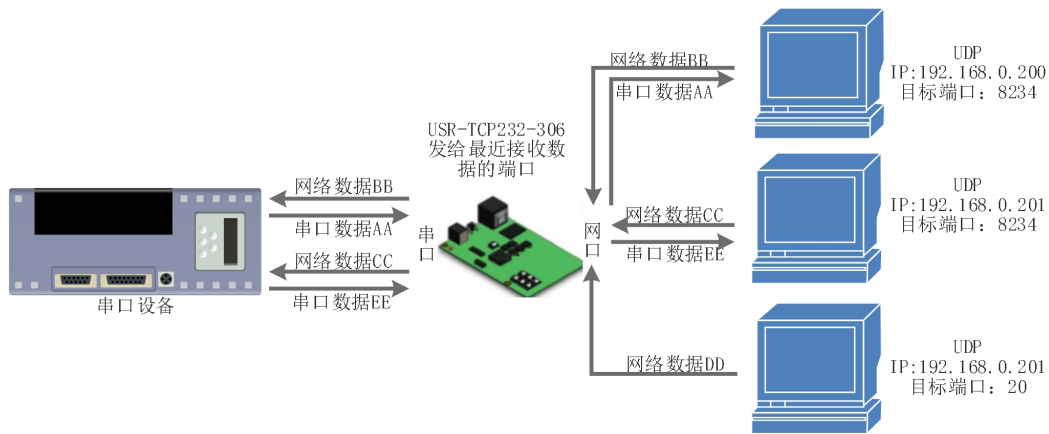 网络数据BB
串口数据AA
网络数据CC
串口数据EE
串口设备
USR-TCP232-306
发给最近接收数
据的端口
串口
网口
网络数据BB
串口数据AA
网络数据CC
串口数据EE
网络数据DD
UDP
IP:192.168.0.200
目标端口：8234
UDP
IP:192.168.0.201
目标端口：8234
UDP
IP:192.168.0.201
目标端口：20